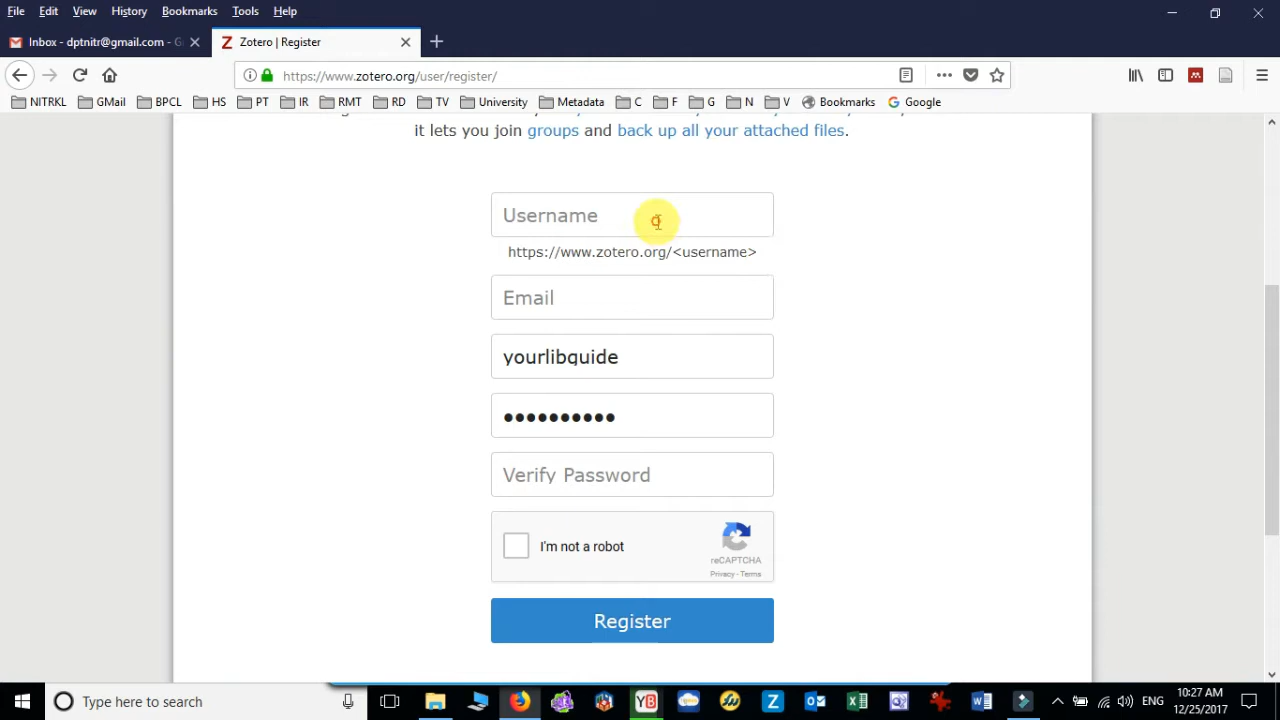 File Edit View History Bookmarks Tools Help
Inbox - dptnitr@gmail.com - G
Zotero | Register
https://www.zotero.org/user/register/
NITRKL GMail BPCL HS PT IR RMT RD TV University Metadata C F G N V Bookmarks Google
it lets you join groups and back up all your attached files.
Username
https://www.zotero.org/<username>
Email
yourlibguide
••••••••••
Verify Password
I'm not a robot
reCAPTCHA
Privacy - Terms
Register
Type here to search
ENG
10:27 AM
12/25/2017